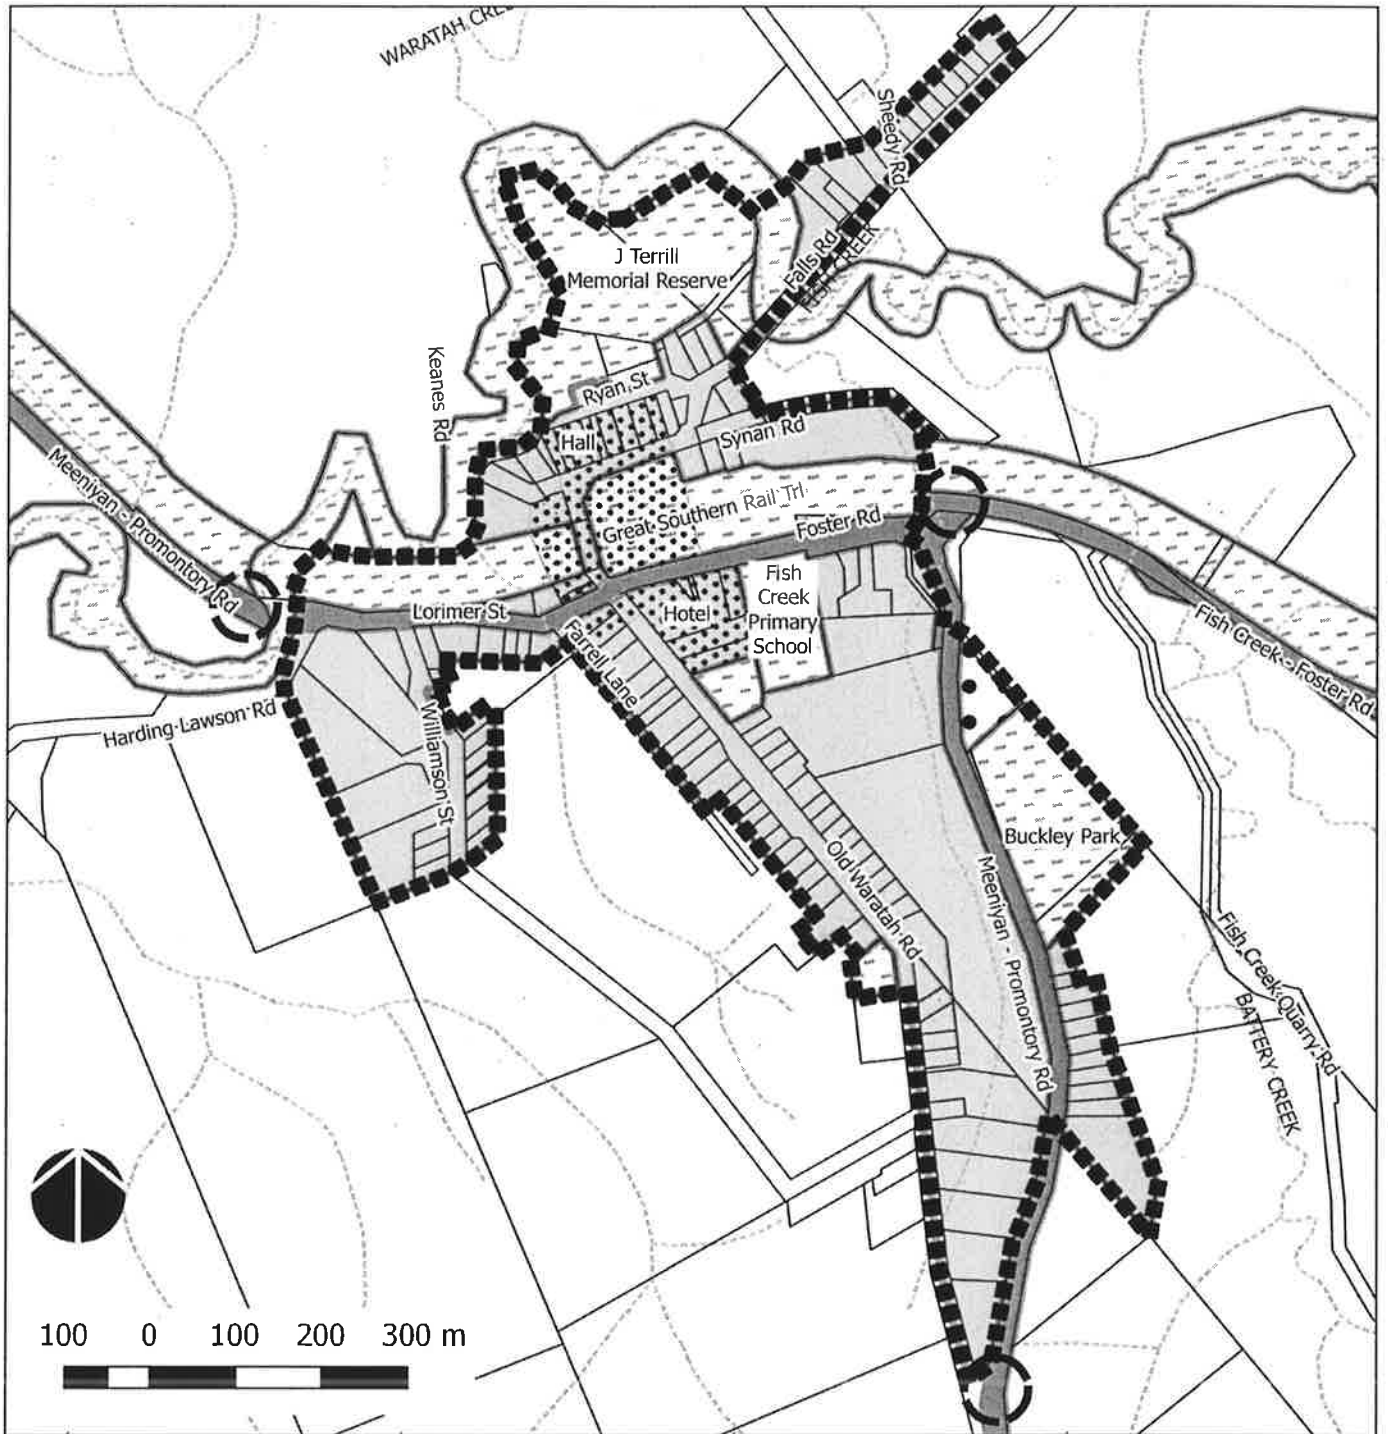 WARATAH CREE
Sheedy Rd
J Terrill
Memorial Reserve
Falls Rd
FISH CREEK
Keanes Rd
Ryan St
Hall
Synan Rd
Meeniyan - Promontory Rd
Great Southern Rail Trl
Foster Rd
Lorimer St
Hotel
Fish
Creek
Primary
School
Farrell Lane
Fish Creek - Foster Rd
Harding-Lawson Rd
Williamson St
Buckley Park
Old Waratah Rd
Meeniyan - Promontory Rd
Fish Creek Quarry Rd
BATTERY CREEK
100 0 100 200 300 m